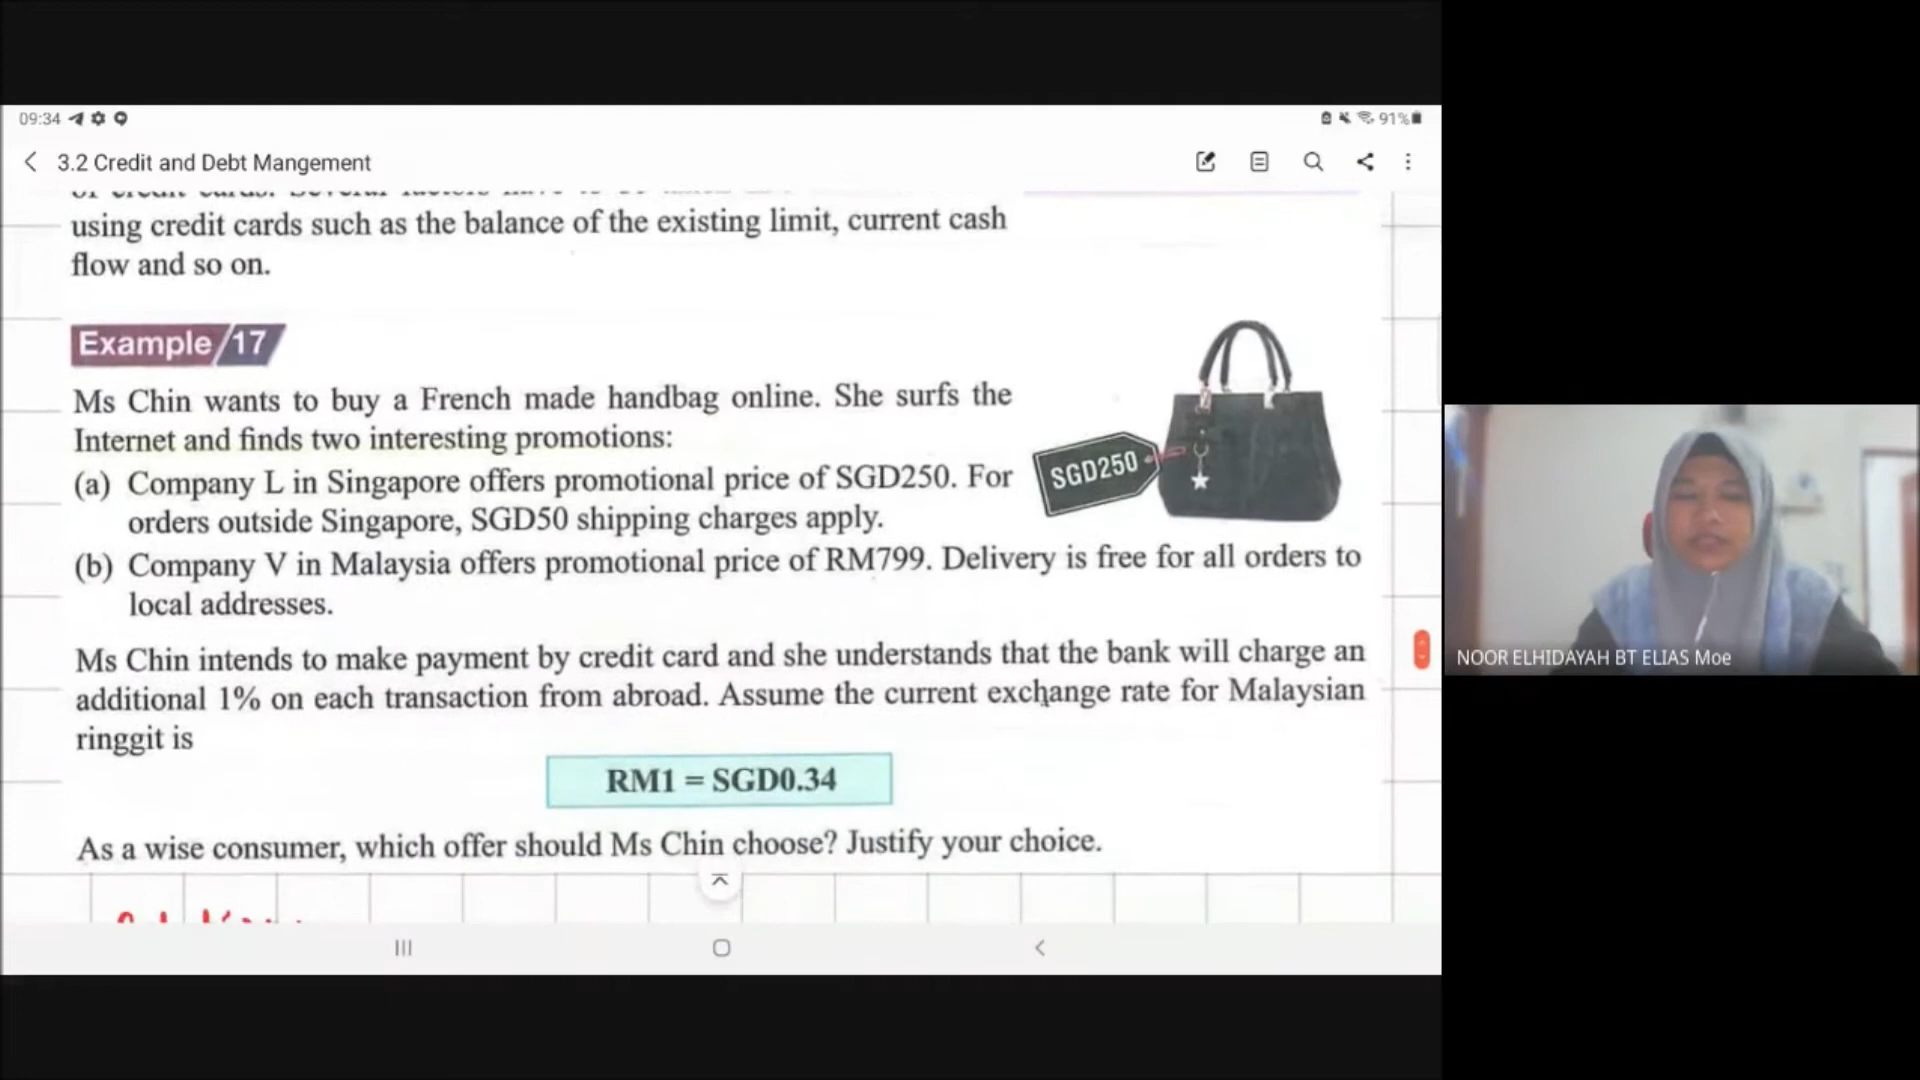 09:34
91%
3.2 Credit and Debt Mangement
using credit cards such as the balance of the existing limit, current cash
flow and so on.
Example 17
Ms Chin wants to buy a French made handbag online. She surfs the
Internet and finds two interesting promotions:
(a) Company L in Singapore offers promotional price of SGD250. For
orders outside Singapore, SGD50 shipping charges apply.
SGD250
(b) Company V in Malaysia offers promotional price of RM799. Delivery is free for all orders to
local addresses.
Ms Chin intends to make payment by credit card and she understands that the bank will charge an
additional 1% on each transaction from abroad. Assume the current exchange rate for Malaysian
ringgit is
RM1 = SGD0.34
As a wise consumer, which offer should Ms Chin choose? Justify your choice.
NOOR ELHIDAYAH BT ELIAS Moe